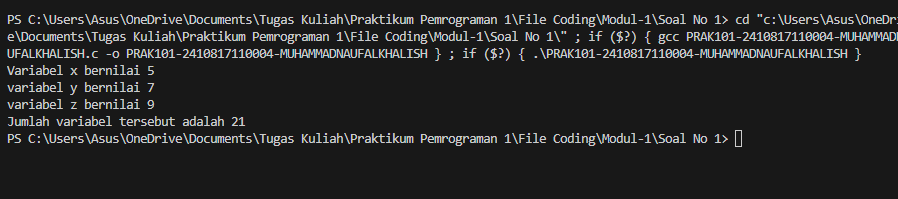 PS C:\Users\Asus\OneDrive\Documents\Tugas Kuliah\Praktikum Pemrograman 1\File Coding\Modul-1\Soal No 1> cd "c:\Users\Asus\OneDri
e\Documents\Tugas Kuliah\Praktikum Pemrograman 1\File Coding\Modul-1\Soal No 1\" ; if ($?) { gcc PRAK101-2410817110004-MUHAMMADN
UFALKHALISH.c -o PRAK101-2410817110004-MUHAMMADNAUFALKHALISH } ; if ($?) { .\PRAK101-2410817110004-MUHAMMADNAUFALKHALISH }
Variabel x bernilai 5
variabel y bernilai 7
variabel z bernilai 9
Jumlah variabel tersebut adalah 21
PS C:\Users\Asus\OneDrive\Documents\Tugas Kuliah\Praktikum Pemrograman 1\File Coding\Modul-1\Soal No 1>